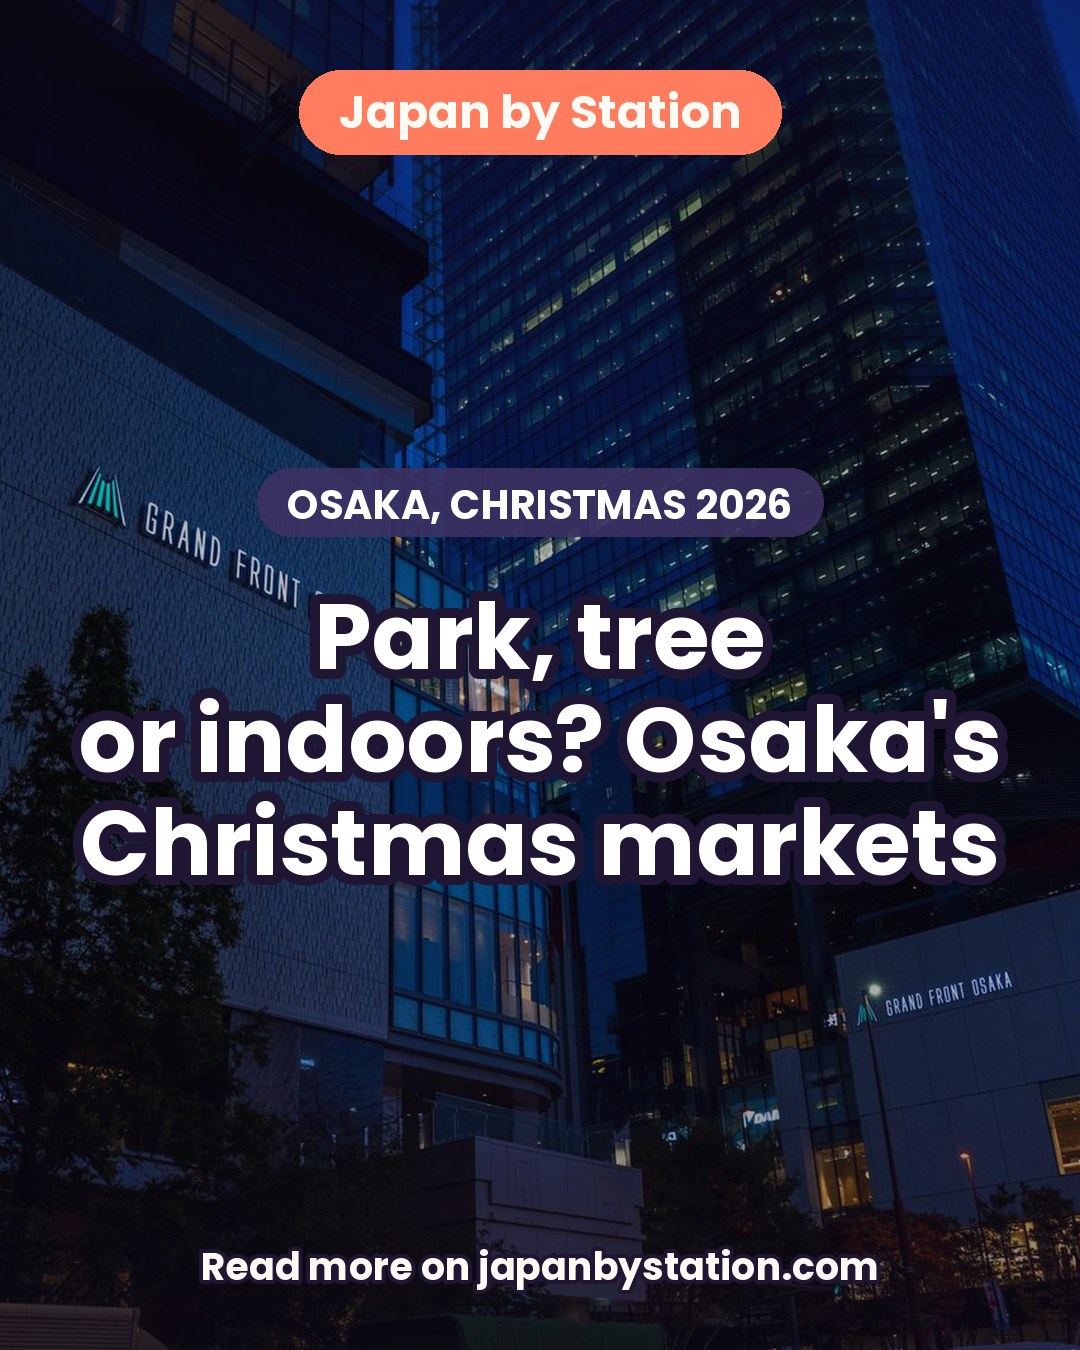 Japan by Station
OSAKA, CHRISTMAS 2026
GRAND FRONT
Park, tree
or indoors? Osaka's
Christmas markets
GRAND FRONT OSAKA
Read more on japanbystation.com